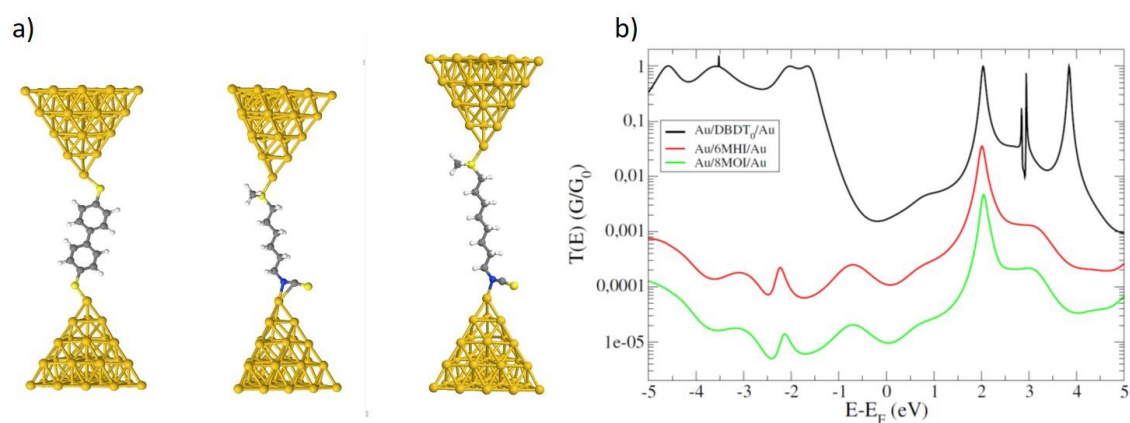 a)
b)
T(E) (G/G0)
1
0.1
0.01
0,001
0,0001
1e-05
Au/DBDT0/Au
Au/6MHI/Au
Au/8MOI/Au
-5 -4 -3 -2 -1 0 1 2 3 4 5
E-EF (eV)